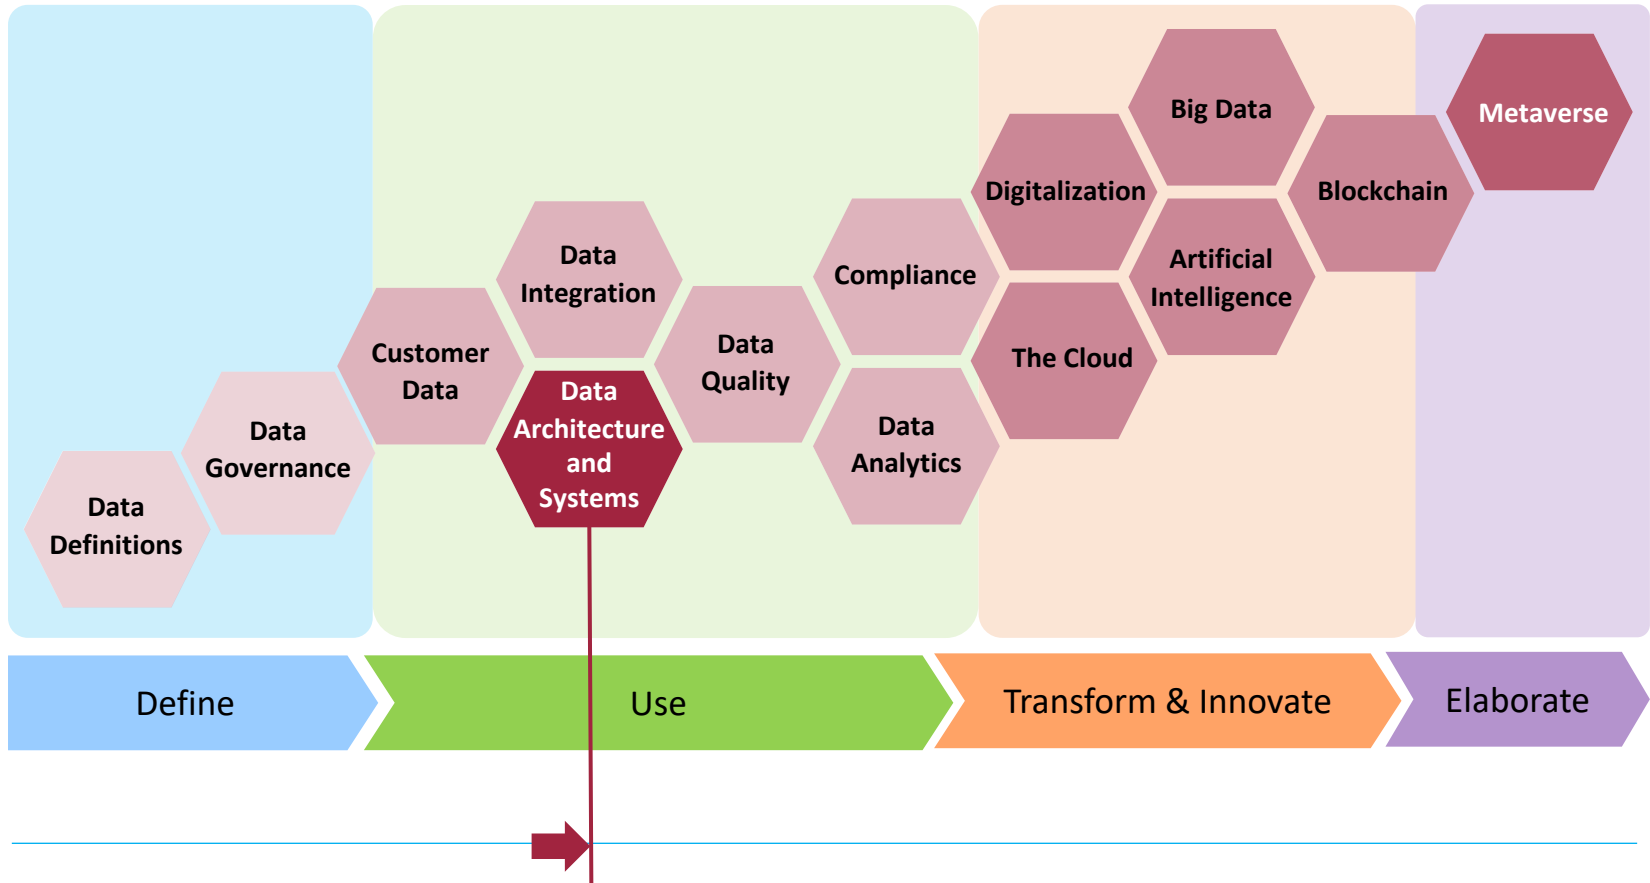 Data
Definitions
Data
Governance
Customer
Data
Data
Integration
Data
Architecture
and
Systems
Data
Quality
Compliance
Data
Analytics
Digitalization
The Cloud
Big Data
Artificial
Intelligence
Blockchain
Metaverse
Define
Use
Transform & Innovate
Elaborate